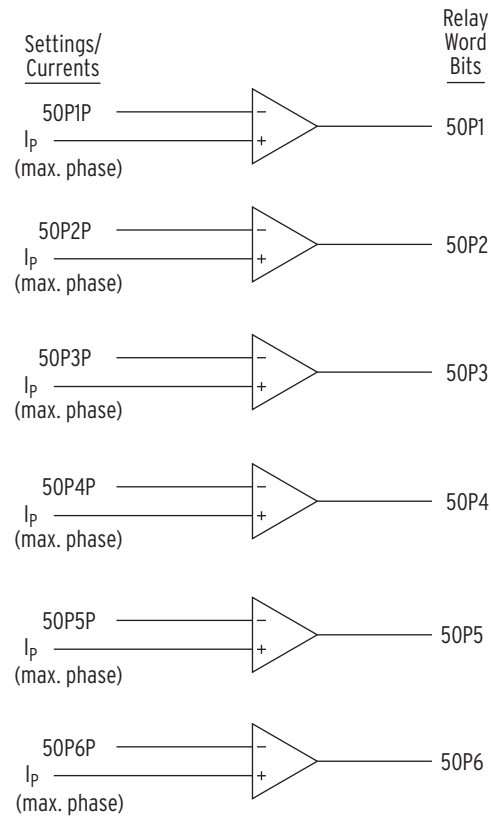 Settings/
Currents
Relay
Word
Bits
50P1P
−
50P1
IP
+
(max. phase)
50P2P
−
50P2
IP
+
(max. phase)
50P3P
−
50P3
IP
+
(max. phase)
50P4P
−
50P4
IP
+
(max. phase)
50P5P
−
50P5
IP
+
(max. phase)
50P6P
−
50P6
IP
+
(max. phase)